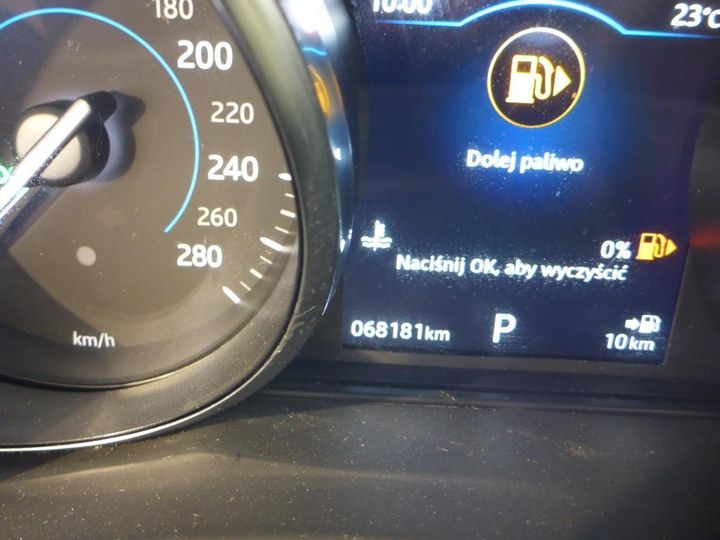 180
200
220
240
260
280
km/h
10:00
23°C
Dolej paliwo
0%
Naciśnij OK, aby wyczyścić
068181km
P
10km